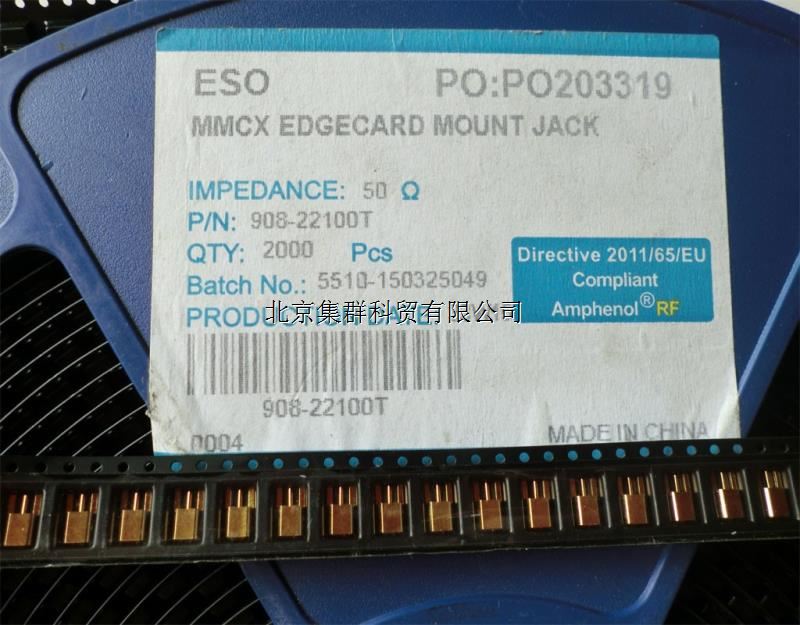 ESO PO:PO203319
MMCX EDGECARD MOUNT JACK
IMPEDANCE: 50 Ω
P/N: 908-22100T
QTY: 2000 Pcs
Directive 2011/65/EU
Compliant
Amphenol® RF
Batch No.: 5510-150325049
北京集群科贸有限公司
PRODUCTION DATE:
908-22100T
0004 MADE IN CHINA